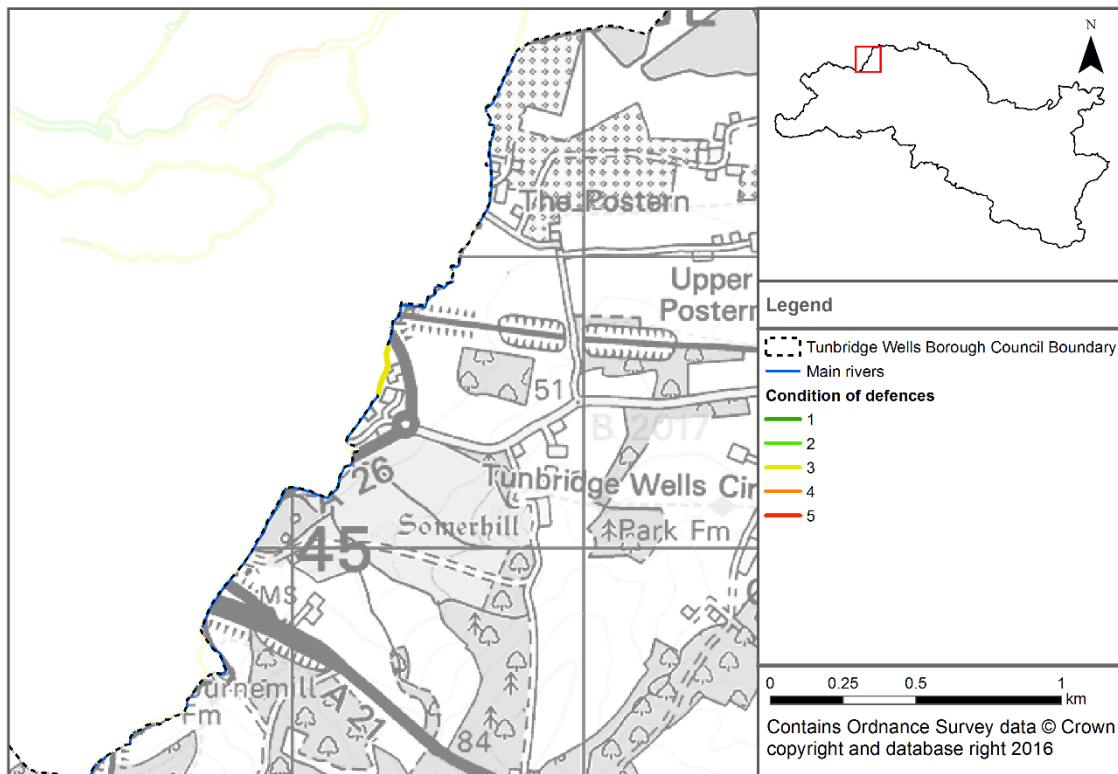 The Postern
Upper
Postern
51
B 2017
26
Tunbridge Wells Cir
Somerhill
Park Fm
45
MS
A 21
Fm
84
N
Legend
Tunbridge Wells Borough Council Boundary
Main rivers
Condition of defences
1
2
3
4
5
0 0.25 0.5 1
km
Contains Ordnance Survey data © Crown
copyright and database right 2016